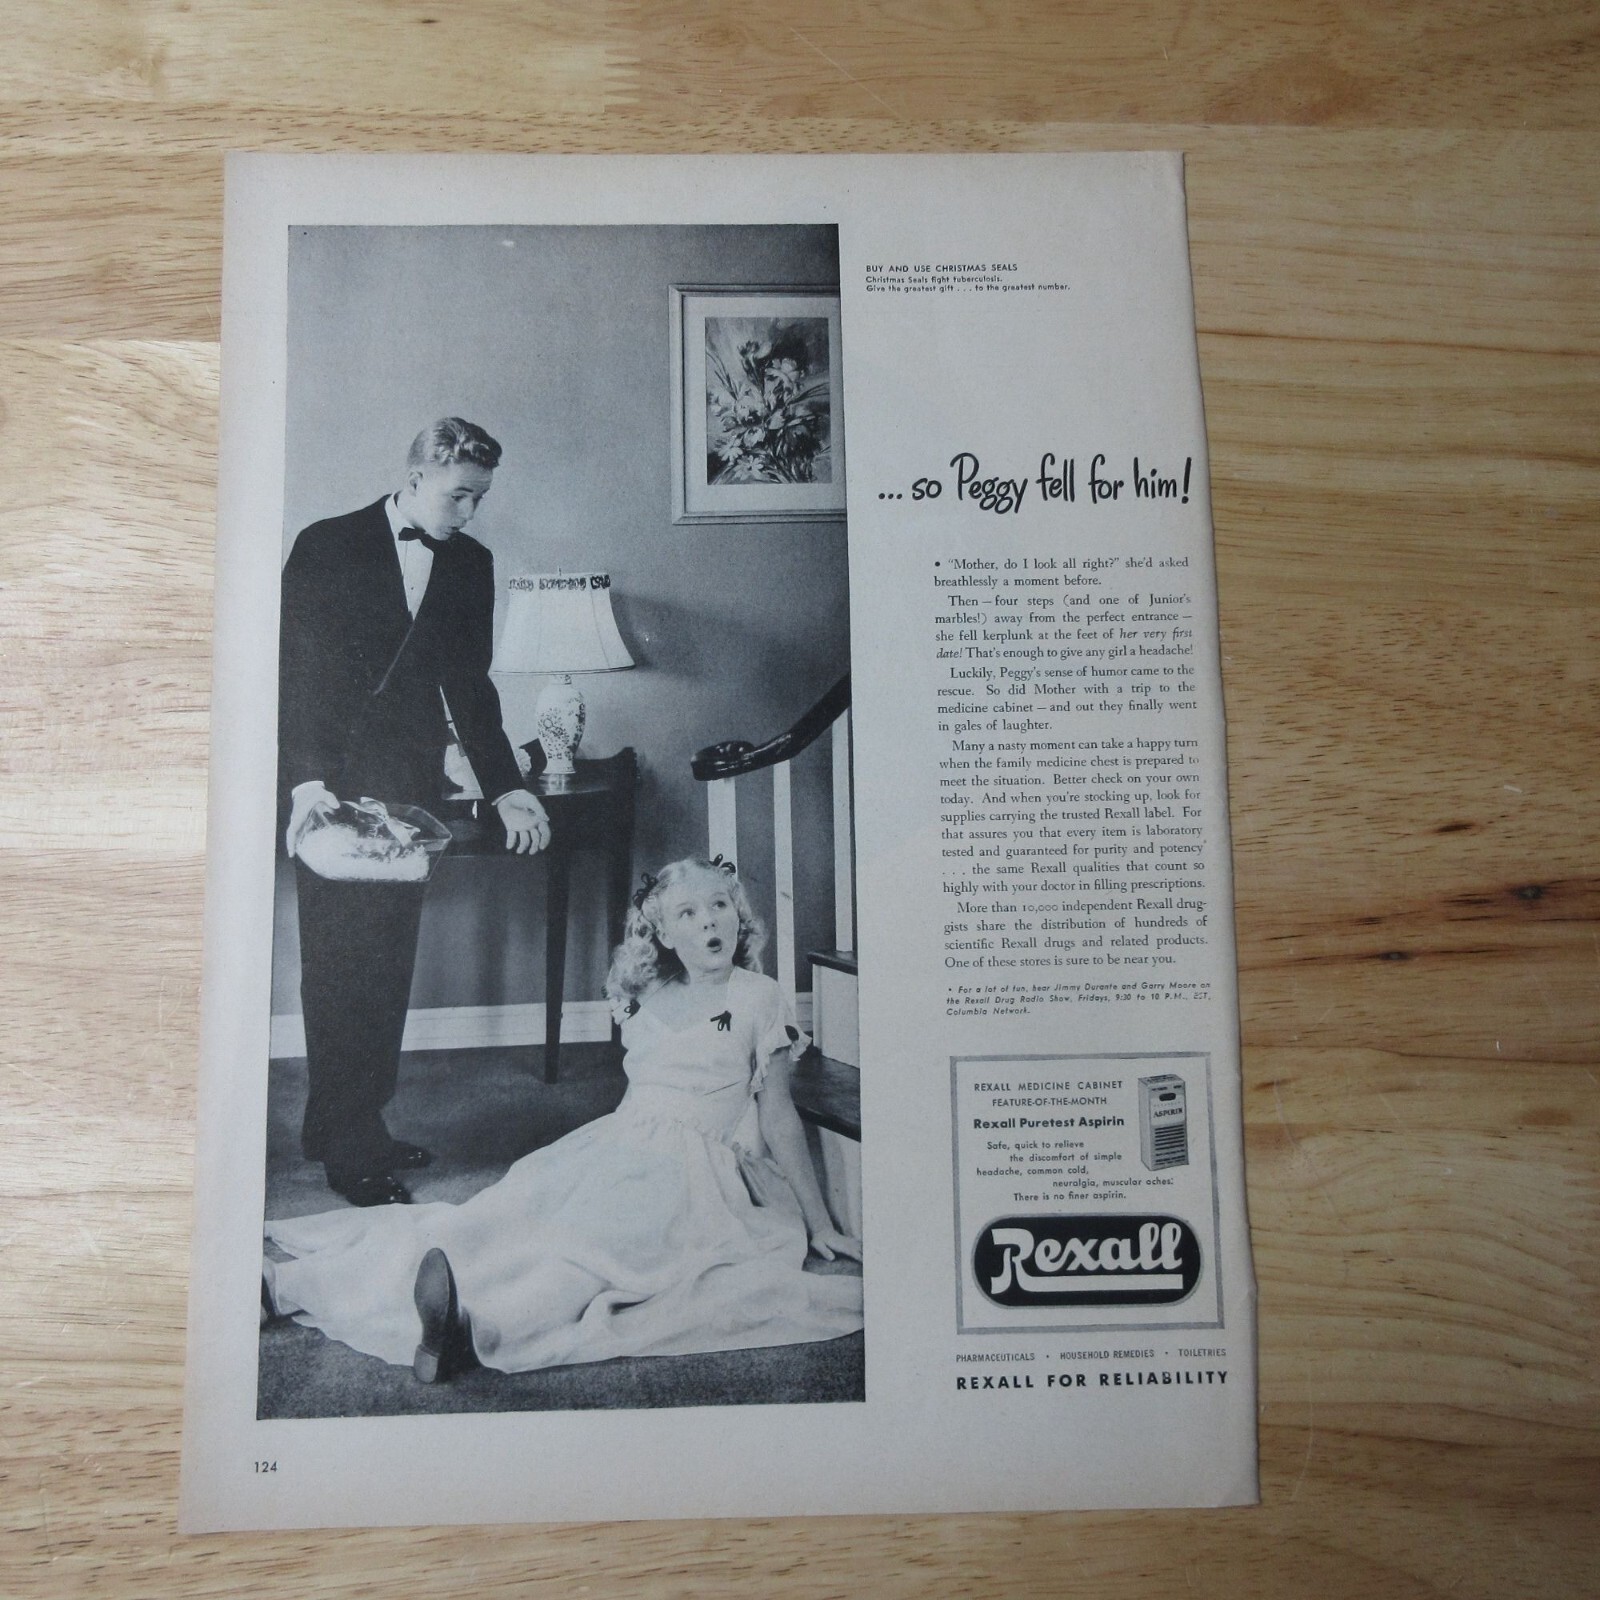 BUY AND USE CHRISTMAS SEALS
Christmas Seals fight tuberculosis.
Give the greatest gift . . . to the greatest number.
... so Peggy fell for him!
• "Mother, do I look all right?" she'd asked
breathlessly a moment before.
Then — four steps (and one of Junior's
marbles!) away from the perfect entrance —
she fell kerplunk at the feet of her very first
date! That's enough to give any girl a headache!
Luckily, Peggy's sense of humor came to the
rescue. So did Mother with a trip to the
medicine cabinet — and out they finally went
in gales of laughter.
Many a nasty moment can take a happy turn
when the family medicine chest is prepared to
meet the situation. Better check on your own
today. And when you're stocking up, look for
supplies carrying the trusted Rexall label. For
that assures you that every item is laboratory
tested and guaranteed for purity and potency
. . . the same Rexall qualities that count so
highly with your doctor in filling prescriptions.
More than 10,000 independent Rexall drug-
gists share the distribution of hundreds of
scientific Rexall drugs and related products.
One of these stores is sure to be near you.
• For a lot of fun, hear Jimmy Durante and Garry Moore on
the Rexall Drug Radio Show, Fridays, 9:30 to 10 P.M., EST,
Columbia Network.
REXALL MEDICINE CABINET
FEATURE-OF-THE-MONTH
Rexall Puretest Aspirin
Safe, quick to relieve
the discomfort of simple
headache, common cold,
neuralgia, muscular aches.
There is no finer aspirin.
ASPIRIN
Rexall
PHARMACEUTICALS • HOUSEHOLD REMEDIES • TOILETRIES
REXALL FOR RELIABILITY
124